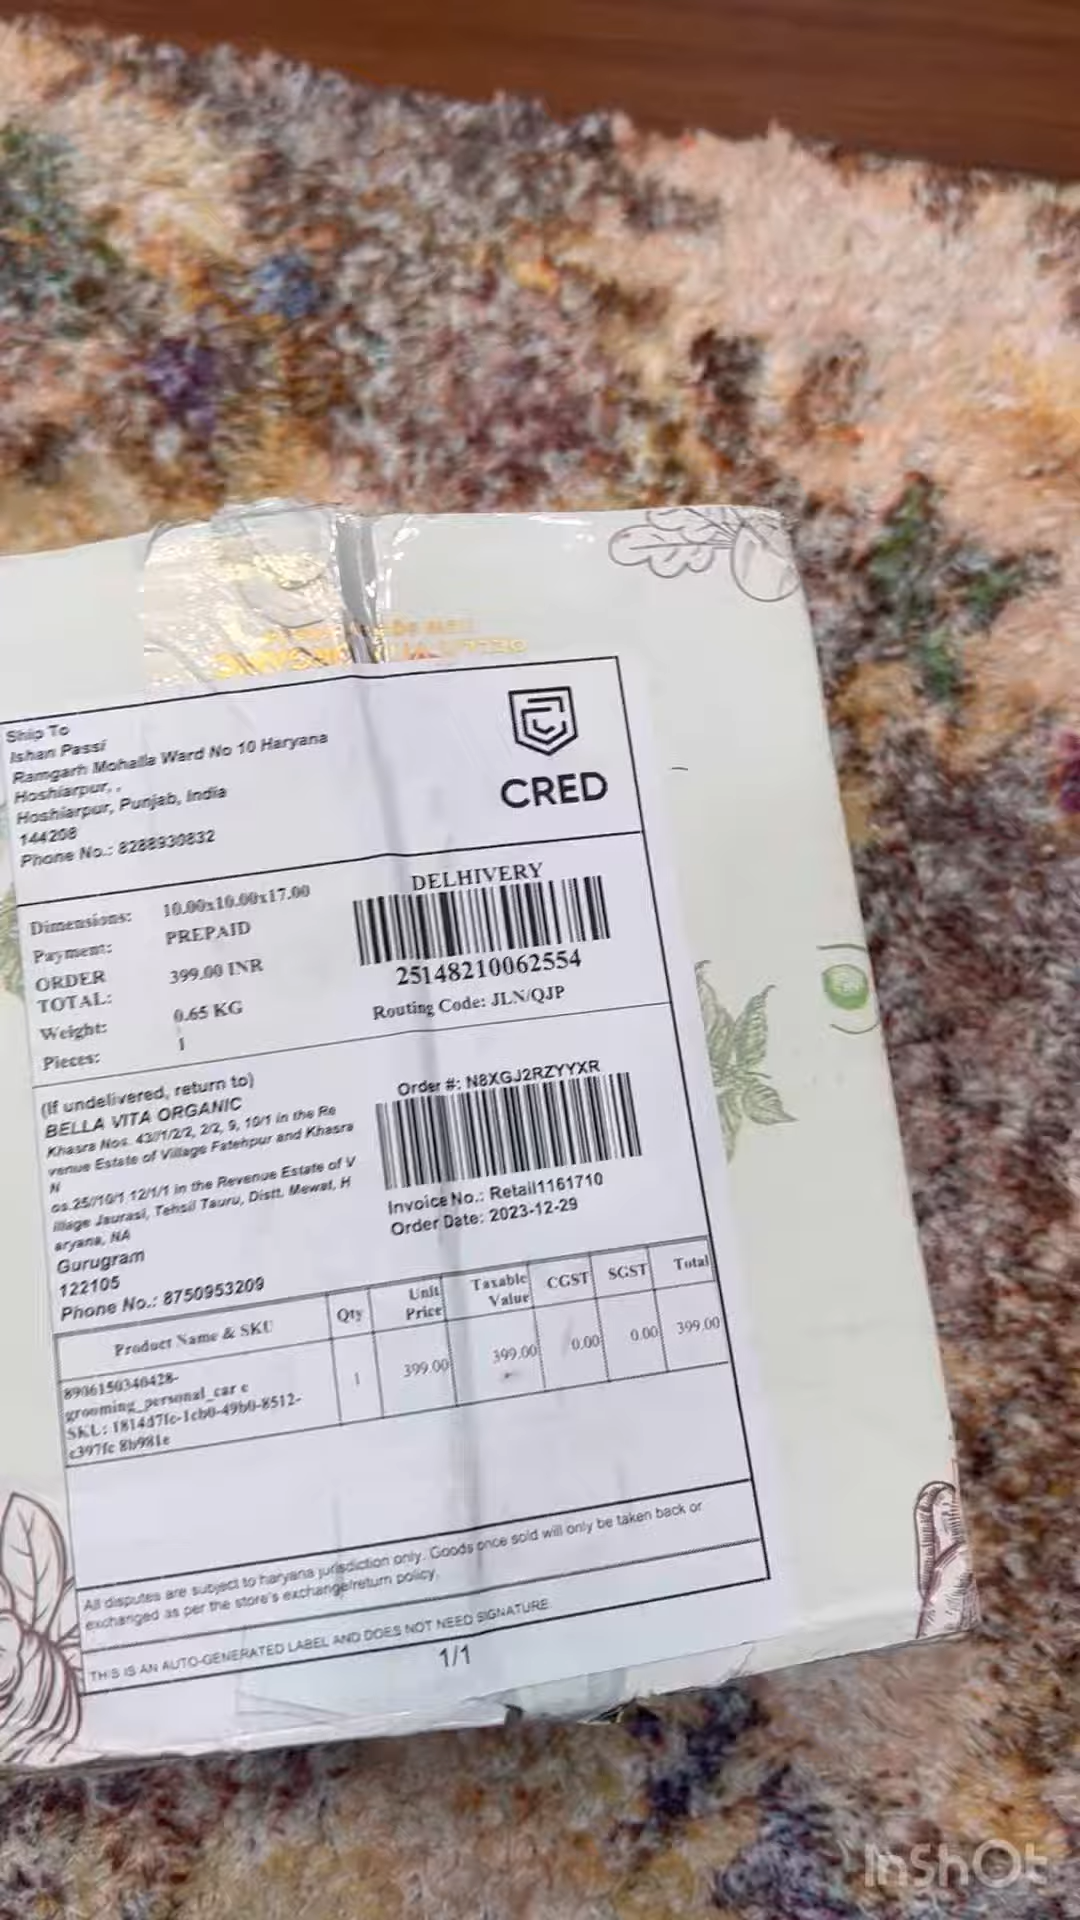 Ship To
Ishan Passi
Ramgarh Mohalla Ward No 10 Haryana
Hoshiarpur, ,
Hoshiarpur, Punjab, India
144208
Phone No.: 8288930832
CRED
Dimensions: 10.00x10.00x17.00
Payment: PREPAID
ORDER TOTAL: 399.00 INR
Weight: 0.65 KG
Pieces: 1
DELHIVERY
25148210062554
Routing Code: JLN/QJP
(If undelivered, return to)
BELLA VITA ORGANIC
Khasra Nos. 43//1/2/2, 2/2, 9, 10/1 in the Re
venue Estate of Village Fatehpur and Khasra
N
os.25//10/1 12/1/1 in the Revenue Estate of V
illage Jaurasi, Tehsil Tauru, Distt. Mewat, H
aryana, NA
Gurugram
122105
Phone No.: 8750953209
Order #: N8XGJ2RZYYXR
Invoice No.: Retail1161710
Order Date: 2023-12-29
Product Name & SKU Qty Unit Price Taxable Value CGST SGST Total
8906150340428-
grooming_personal_car e
SKU: 1814d7fc-1cb0-49b0-8512-
c397fc 8b981e
1 399.00 399.00 0.00 0.00 399.00
All disputes are subject to haryana jurisdiction only. Goods once sold will only be taken back or
exchanged as per the store's exchange/return policy.
THIS IS AN AUTO-GENERATED LABEL AND DOES NOT NEED SIGNATURE.
1/1
InShOt